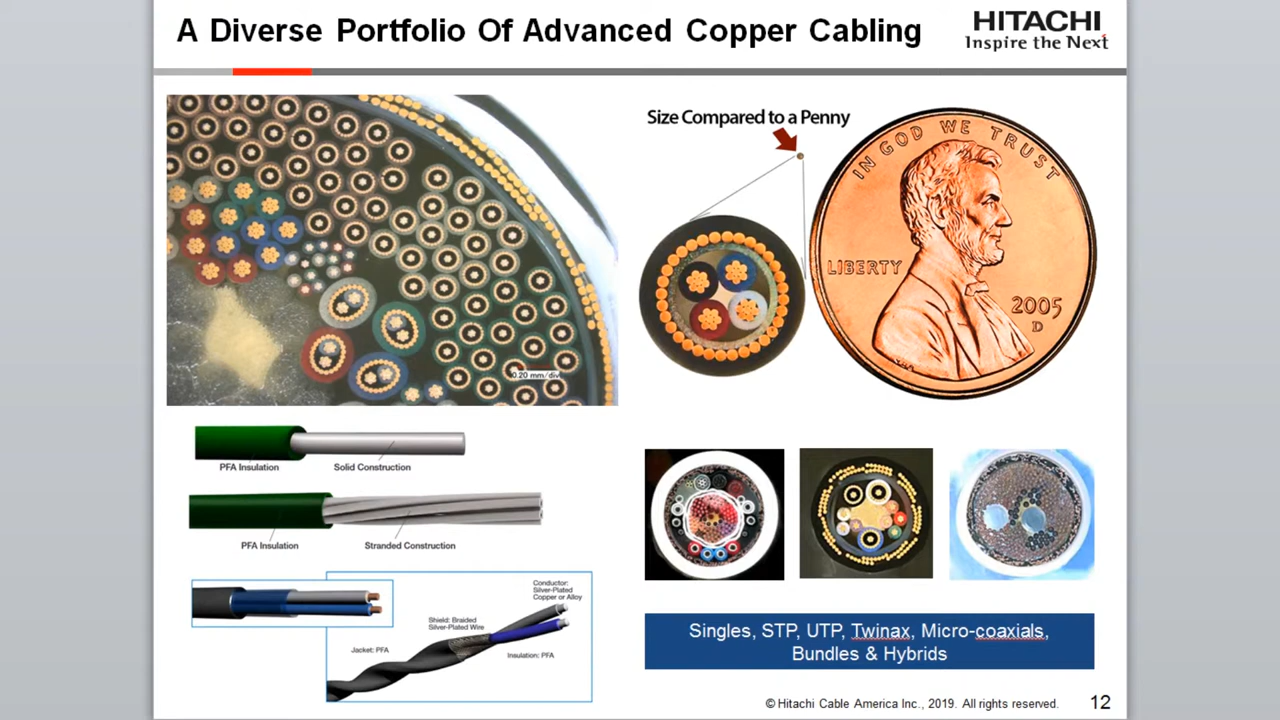 A Diverse Portfolio Of Advanced Copper Cabling
HITACHI
Inspire the Next
Size Compared to a Penny
IN GOD WE TRUST
LIBERTY
2005
D
0.20 mm/div
PFA Insulation
Solid Construction
PFA Insulation
Stranded Construction
Conductor:
Silver-Plated
Copper or Alloy
Shield: Braided
Silver-Plated Wire
Jacket: PFA
Insulation: PFA
Singles, STP, UTP, Twinax, Micro-coaxials,
Bundles & Hybrids
© Hitachi Cable America Inc., 2019. All rights reserved.
12